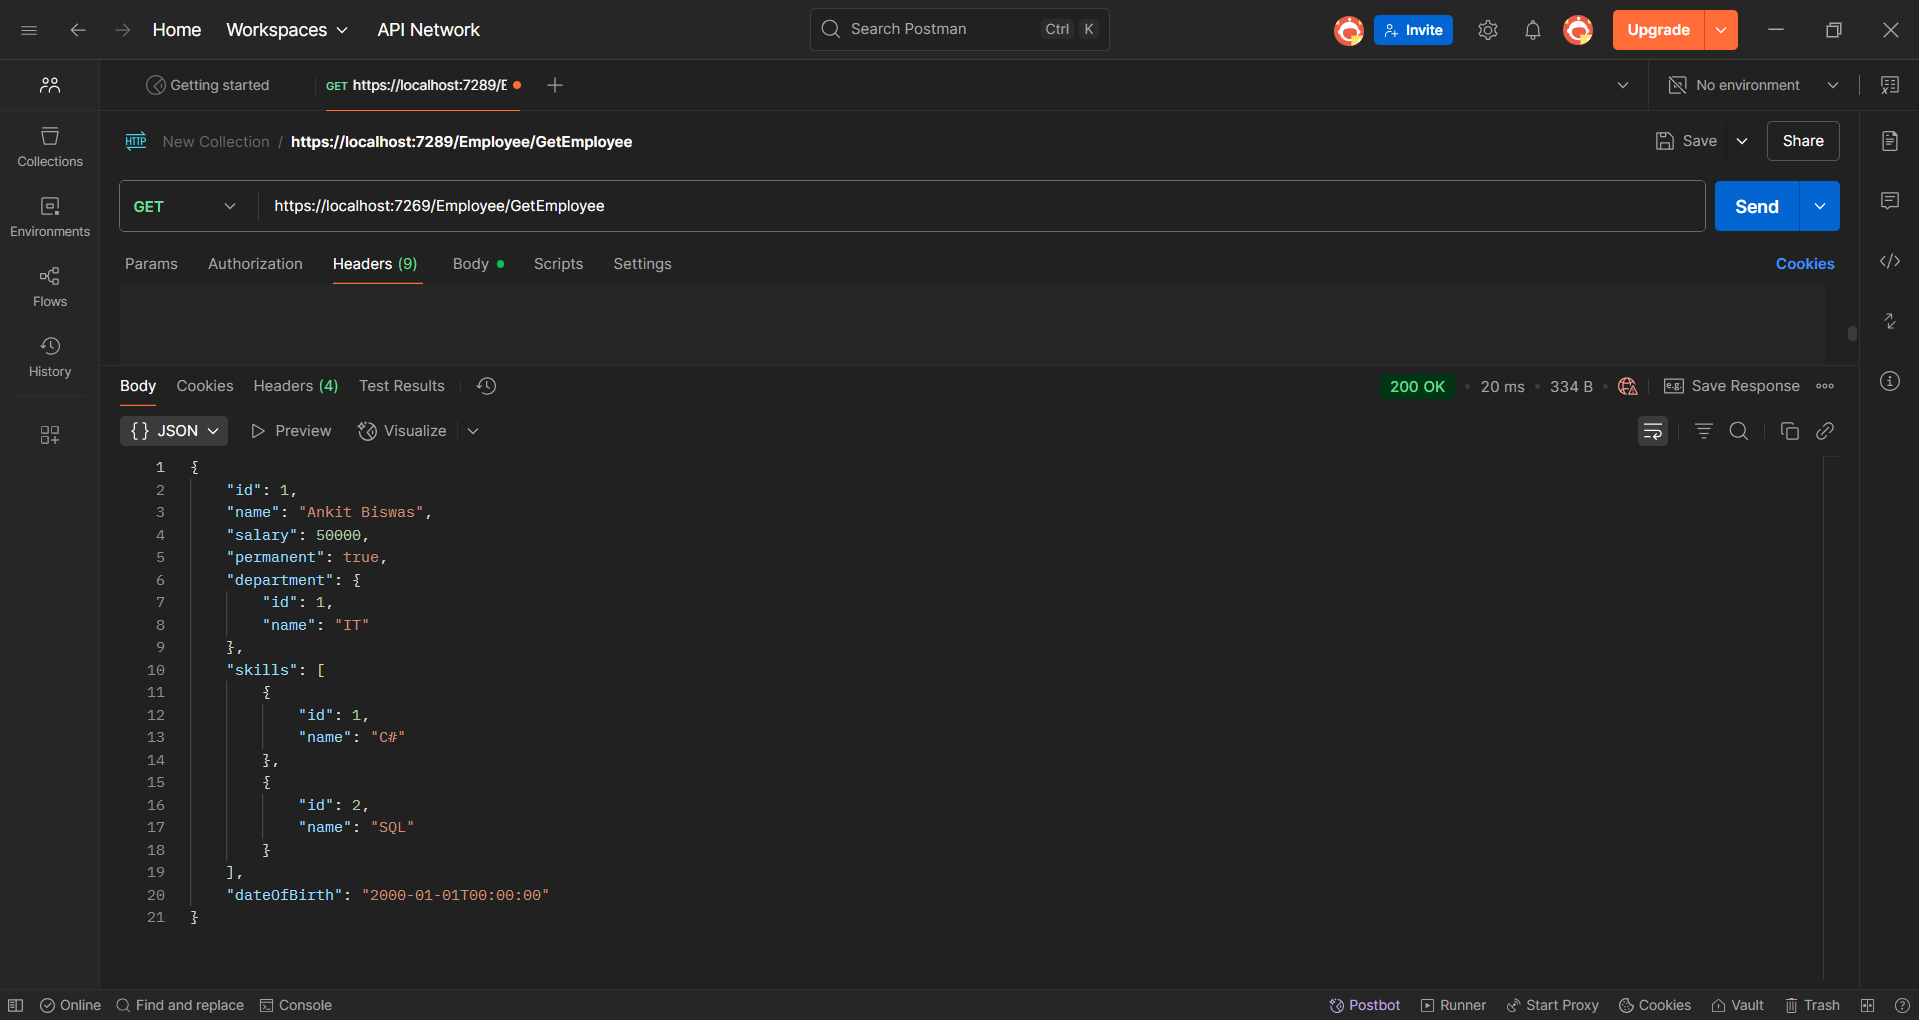 Home Workspaces API Network Search Postman Ctrl K Invite Upgrade
Getting started GET https://localhost:7289/E No environment
HTTP New Collection / https://localhost:7289/Employee/GetEmployee Save Share
GET https://localhost:7269/Employee/GetEmployee Send
Params Authorization Headers (9) Body Scripts Settings Cookies
Collections
Environments
Flows
History
Body Cookies Headers (4) Test Results 200 OK • 20 ms • 334 B • e.g. Save Response
{} JSON Preview Visualize
1 {
2 "id": 1,
3 "name": "Ankit Biswas",
4 "salary": 50000,
5 "permanent": true,
6 "department": {
7 "id": 1,
8 "name": "IT"
9 },
10 "skills": [
11 {
12 "id": 1,
13 "name": "C#"
14 },
15 {
16 "id": 2,
17 "name": "SQL"
18 }
19 ],
20 "dateOfBirth": "2000-01-01T00:00:00"
21 }
Online Find and replace Console Postbot Runner Start Proxy Cookies Vault Trash